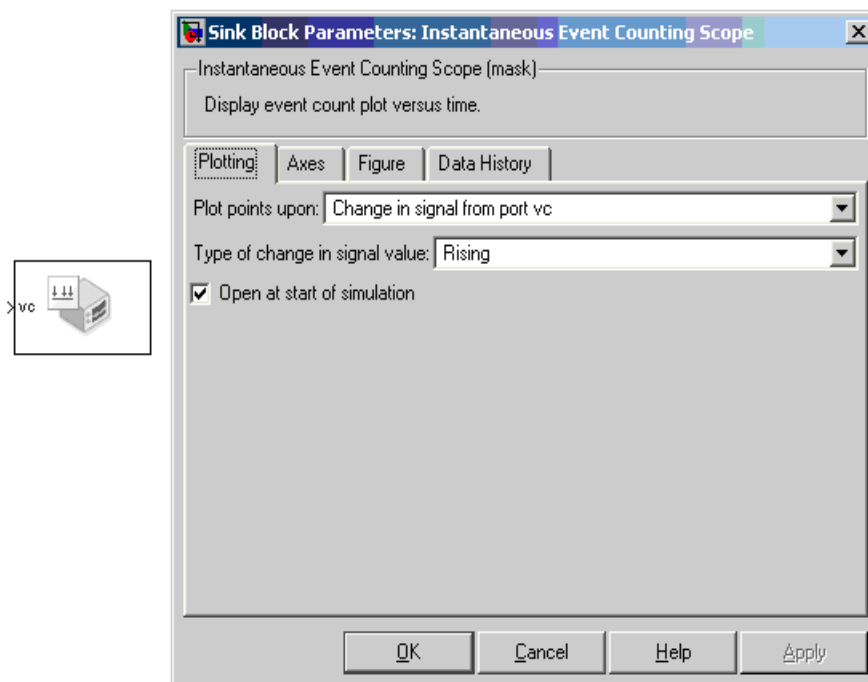 Sink Block Parameters: Instantaneous Event Counting Scope
Instantaneous Event Counting Scope (mask)
Display event count plot versus time.
Plotting Axes Figure Data History
Plot points upon: Change in signal from port vc
Type of change in signal value: Rising
Open at start of simulation
vc
OK Cancel Help Apply